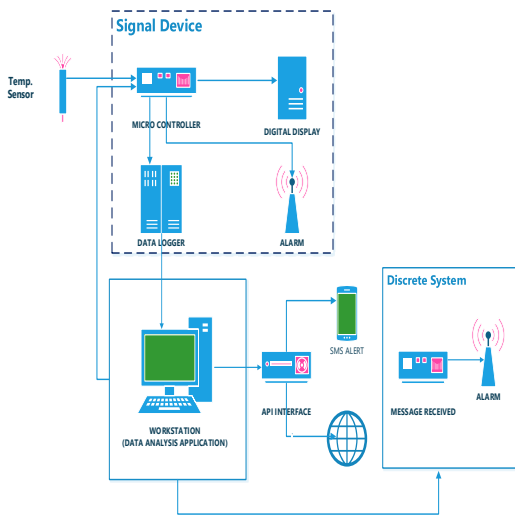 Signal Device
Temp.
Sensor
MICRO CONTROLLER
DIGITAL DISPLAY
DATA LOGGER
ALARM
Discrete System
SMS ALERT
API INTERFACE
MESSAGE RECEIVED
ALARM
WORKSTATION
(DATA ANALYSIS APPLICATION)